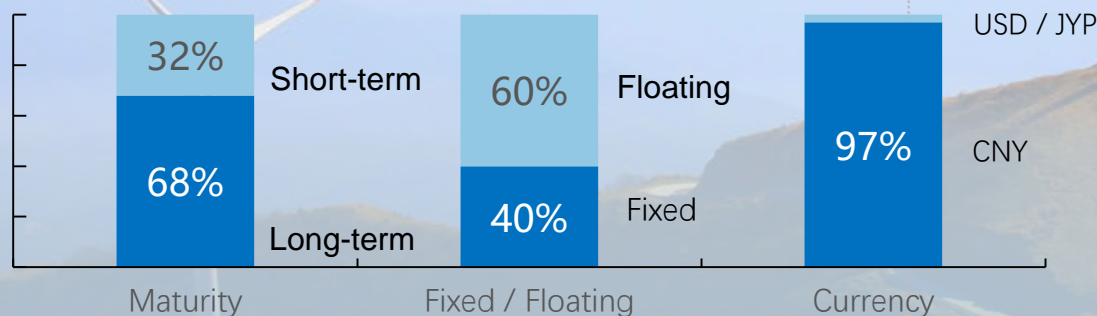 32%
Short-term
68%
Long-term
60%
Floating
40%
Fixed
USD / JYP
97%
CNY
Maturity
Fixed / Floating
Currency